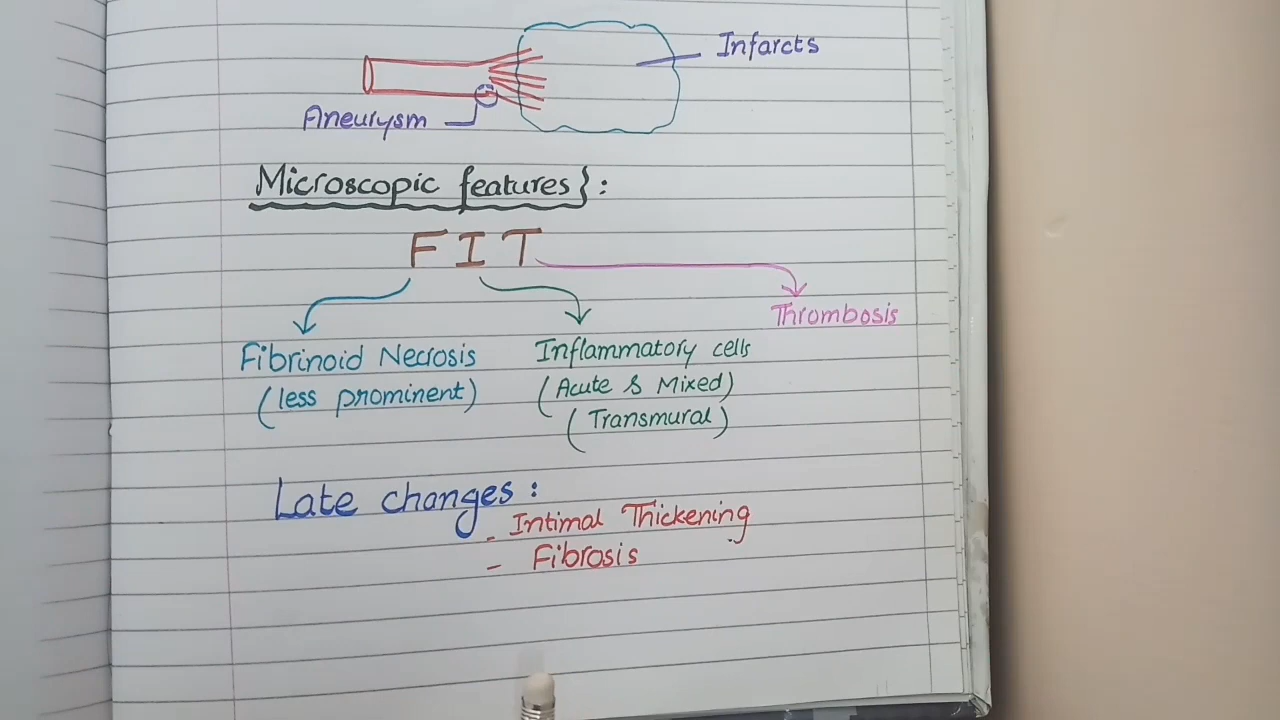 Infarcts
Aneurysm
Microscopic features}:
FIT
Thrombosis
Fibrinoid Necrosis
(less prominent)
Inflammatory cells
(Acute & Mixed)
(Transmural)
Late changes:
- Intimal Thickening
- Fibrosis